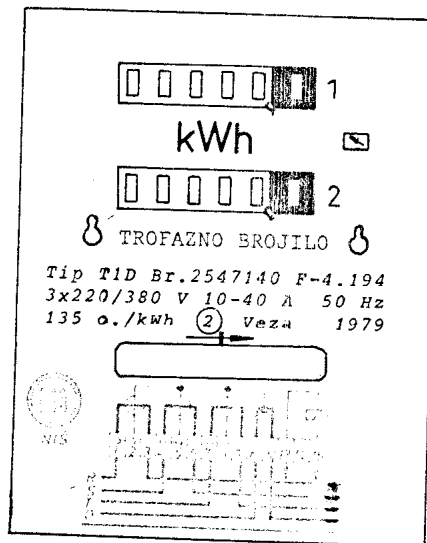 1
kWh
2
TROFAZNO BROJILO
Tip T1D Br.2547140 F-4.194
3x220/380 V 10-40 A 50 Hz
135 o./kWh 2 Veza 1979
NIŠ